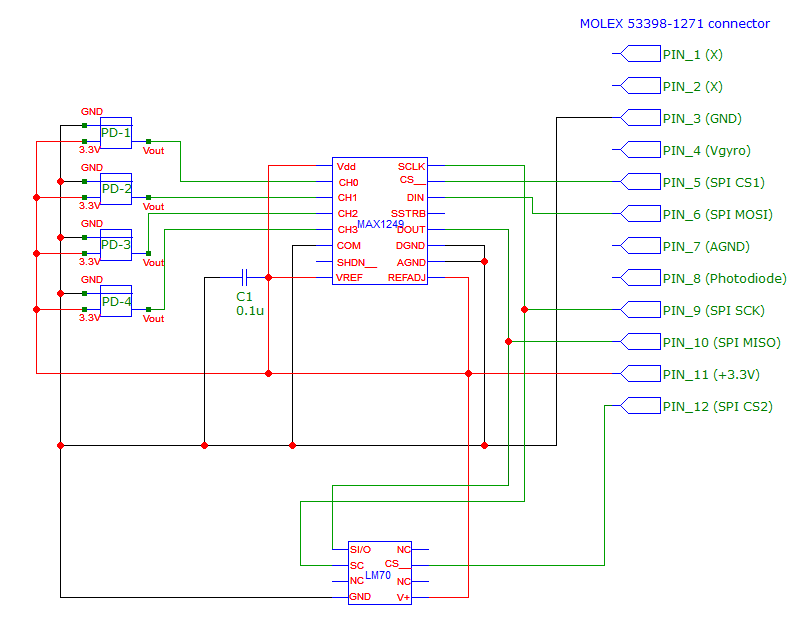 MOLEX 53398-1271 connector
PIN_1 (X)
PIN_2 (X)
PIN_3 (GND)
PIN_4 (Vgyro)
PIN_5 (SPI CS1)
PIN_6 (SPI MOSI)
PIN_7 (AGND)
PIN_8 (Photodiode)
PIN_9 (SPI SCK)
PIN_10 (SPI MISO)
PIN_11 (+3.3V)
PIN_12 (SPI CS2)
GND
PD-1
3.3V
Vout
GND
PD-2
3.3V
Vout
GND
PD-3
3.3V
Vout
GND
PD-4
3.3V
Vout
Vdd
CH0
CH1
CH2
CH3
COM
SHDN__
VREF
MAX1249
SCLK
CS__
DIN
SSTRB
DOUT
DGND
AGND
REFADJ
C1
0.1u
SI/O
SC
NC
GND
LM70
NC
CS__
NC
V+